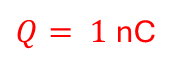 Q = 1 nC